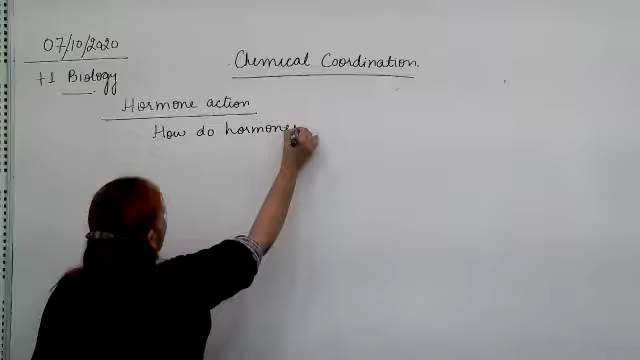 07/10/2020
Chemical Coordination
+1 Biology
Hormone action
How do hormones